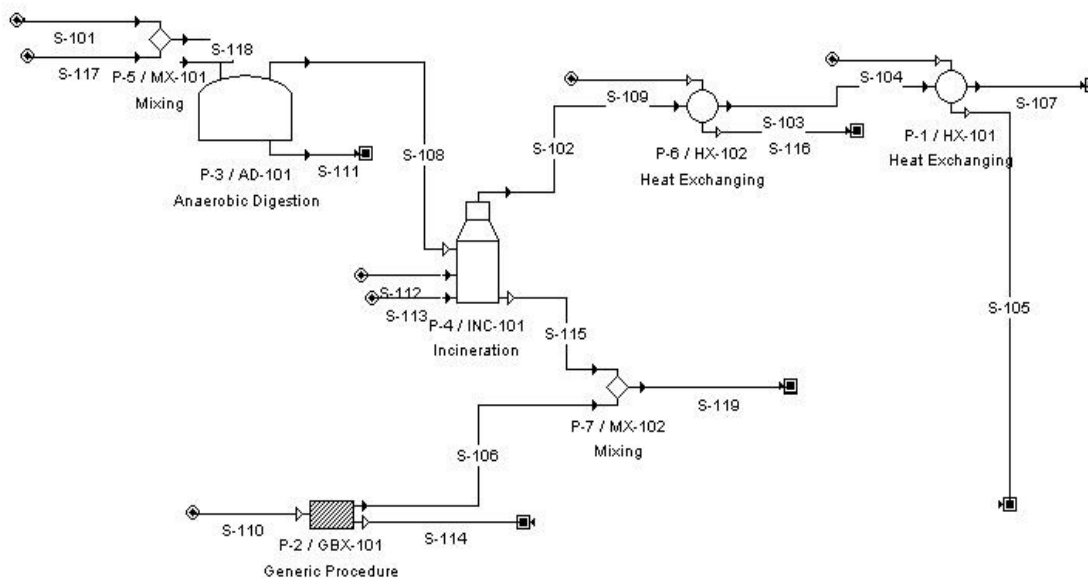 S-101
S-118
S-117
P-5 / MX-101
Mixing
S-108
S-111
P-3 / AD-101
Anaerobic Digestion
S-109
S-102
S-103
S-116
P-6 / HX-102
Heat Exchanging
S-104
S-107
P-1 / HX-101
Heat Exchanging
S-105
S-112
S-113
P-4 / INC-101
Incineration
S-115
S-119
P-7 / MX-102
Mixing
S-106
S-110
S-114
P-2 / GBX-101
Generic Procedure